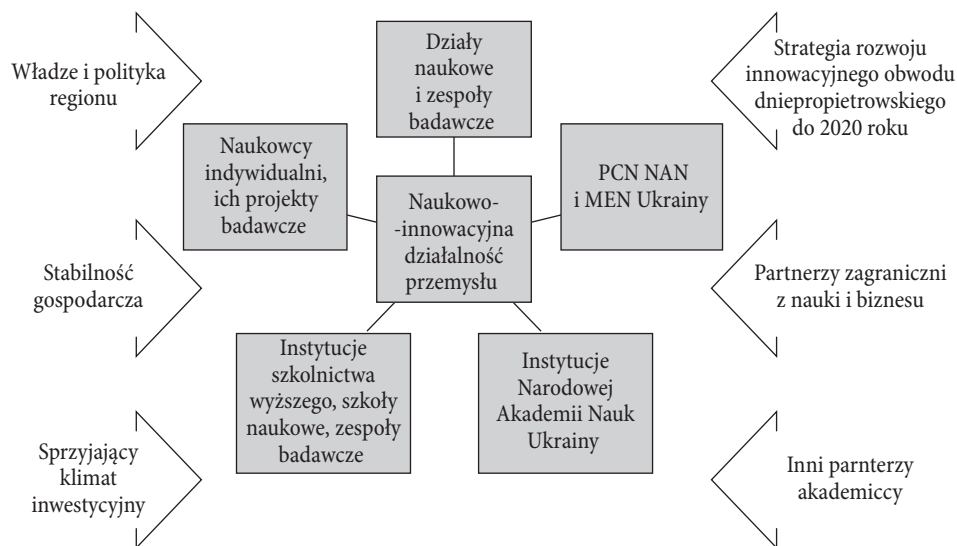 Władze i polityka
regionu
Działy
naukowe
i zespoły
badawcze
Strategia rozwoju
innowacyjnego obwodu
dniepropietrowskiego
do 2020 roku
Naukowcy
indywidualni,
ich projekty
badawcze
PCN NAN
i MEN Ukrainy
Naukowo-
-innowacyjna
działalność
przemysłu
Stabilność
gospodarcza
Partnerzy zagraniczni
z nauki i biznesu
Instytucje
szkolnictwa
wyższego, szkoły
naukowe, zespoły
badawcze
Instytucje
Narodowej
Akademii Nauk
Ukrainy
Sprzyjający
klimat
inwestycyjny
Inni parnterzy
akademiccy